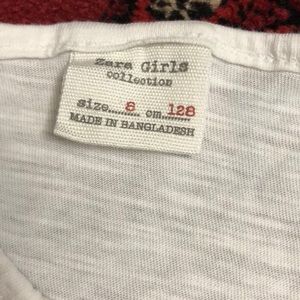 Zara Girls
collection
size........8 cm..........128
MADE IN BANGLADESH